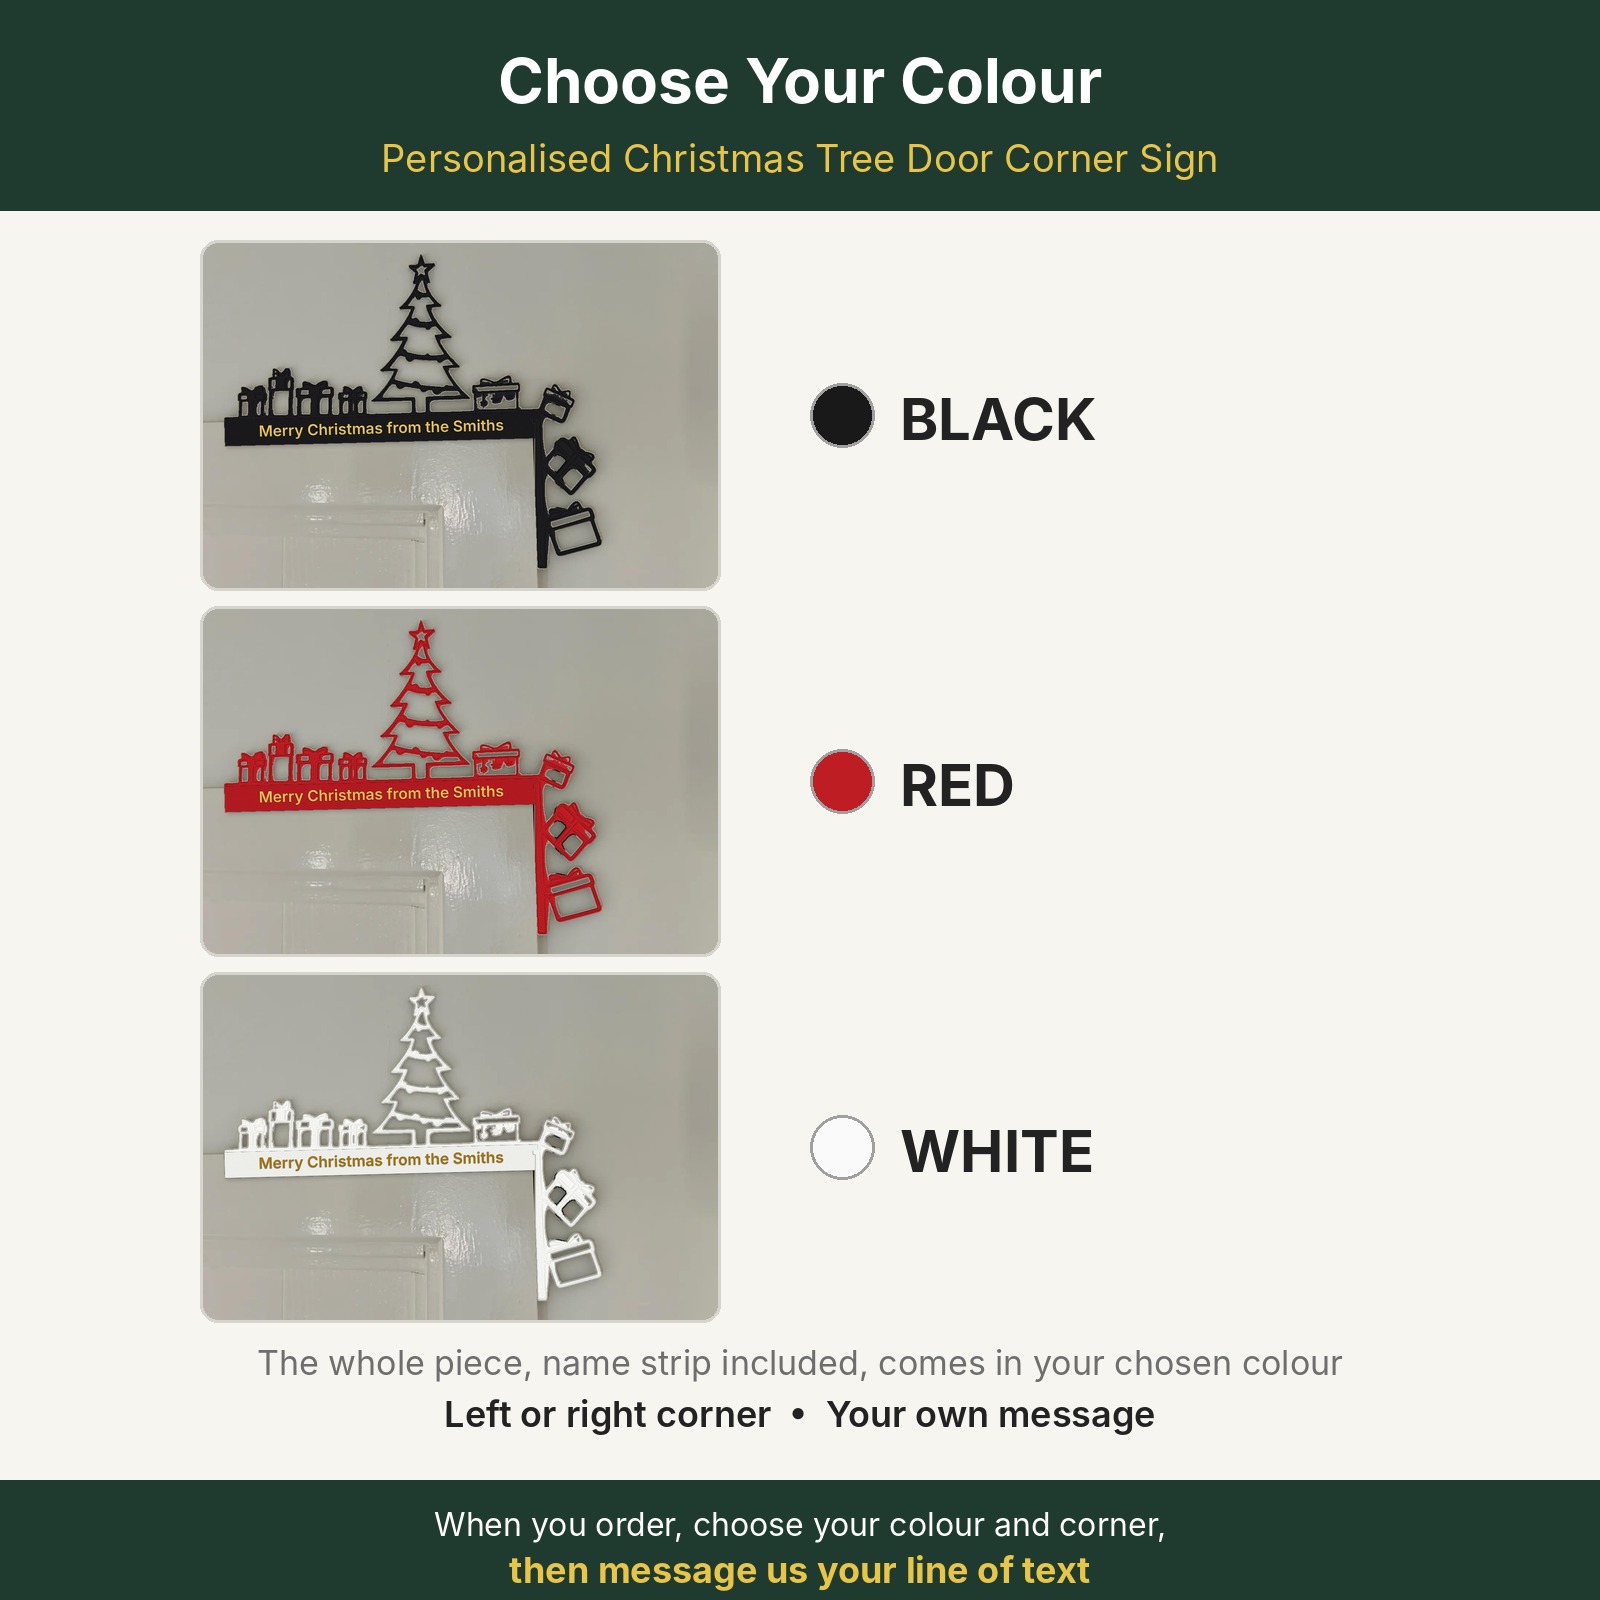 Choose Your Colour
Personalised Christmas Tree Door Corner Sign
Merry Christmas from the Smiths
BLACK
Merry Christmas from the Smiths
RED
Merry Christmas from the Smiths
WHITE
The whole piece, name strip included, comes in your chosen colour
Left or right corner • Your own message
When you order, choose your colour and corner,
then message us your line of text